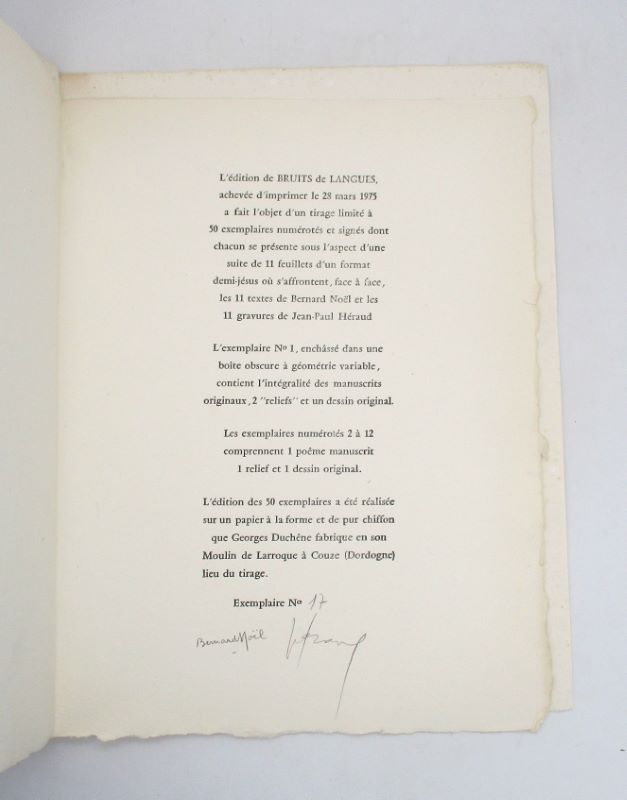 L'édition de BRUITS de LANGUES,
achevée d'imprimer le 28 mars 1975
a fait l'objet d'un tirage limité à
50 exemplaires numérotés et signés dont
chacun se présente sous l'aspect d'une
suite de 11 feuillets d'un format
demi-jésus où s'affrontent, face à face,
les 11 textes de Bernard Noël et les
11 gravures de Jean-Paul Héraud
L'exemplaire No 1, enchâssé dans une
boîte obscure à géométrie variable,
contient l'intégralité des manuscrits
originaux, 2 "reliefs" et un dessin original.
Les exemplaires numérotés 2 à 12
comprennent 1 poême manuscrit
1 relief et 1 dessin original.
L'édition des 50 exemplaires a été réalisée
sur un papier à la forme et de pur chiffon
que Georges Duchêne fabrique en son
Moulin de Larroque à Couze (Dordogne)
lieu du tirage.
Exemplaire No 17
Bernard Noël